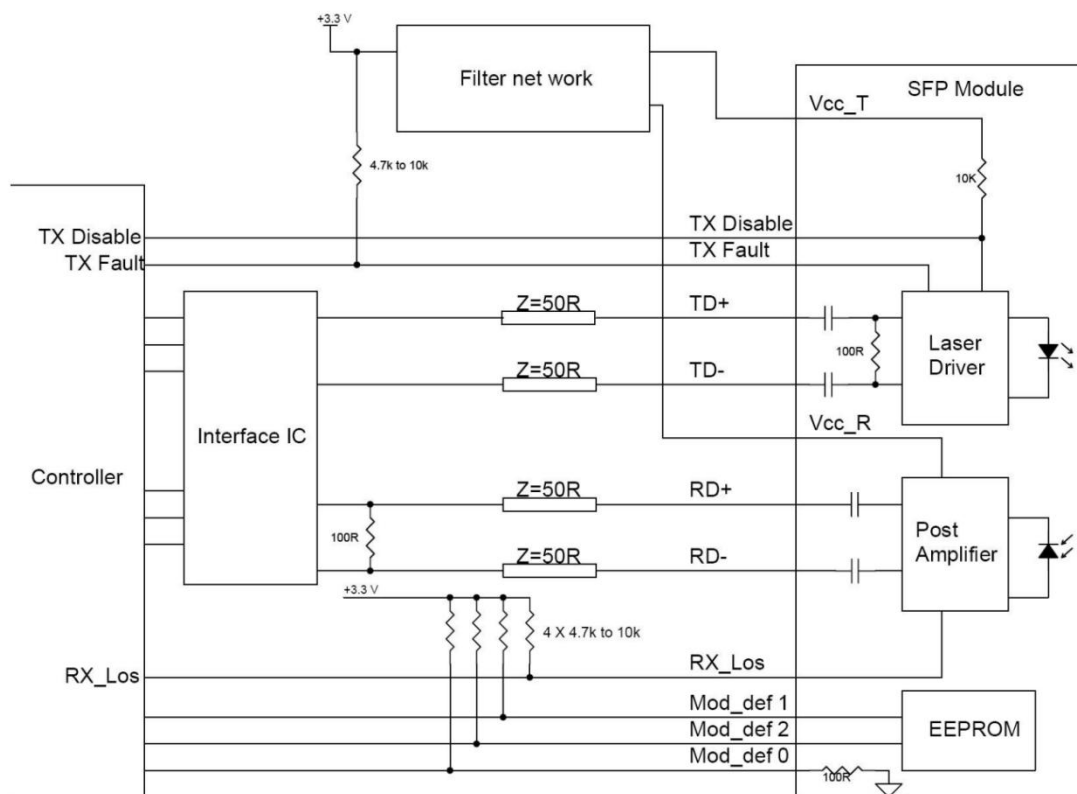 +3.3 V
Filter net work
SFP Module
Vcc_T
4.7k to 10k
10K
TX Disable
TX Disable
TX Fault
TX Fault
Z=50R
TD+
100R
Laser
Driver
Z=50R
TD-
Interface IC
Vcc_R
Controller
Z=50R
RD+
100R
Post
Amplifier
Z=50R
RD-
+3.3 V
4 X 4.7k to 10k
RX_Los
RX_Los
Mod_def 1
Mod_def 2
EEPROM
Mod_def 0
100R